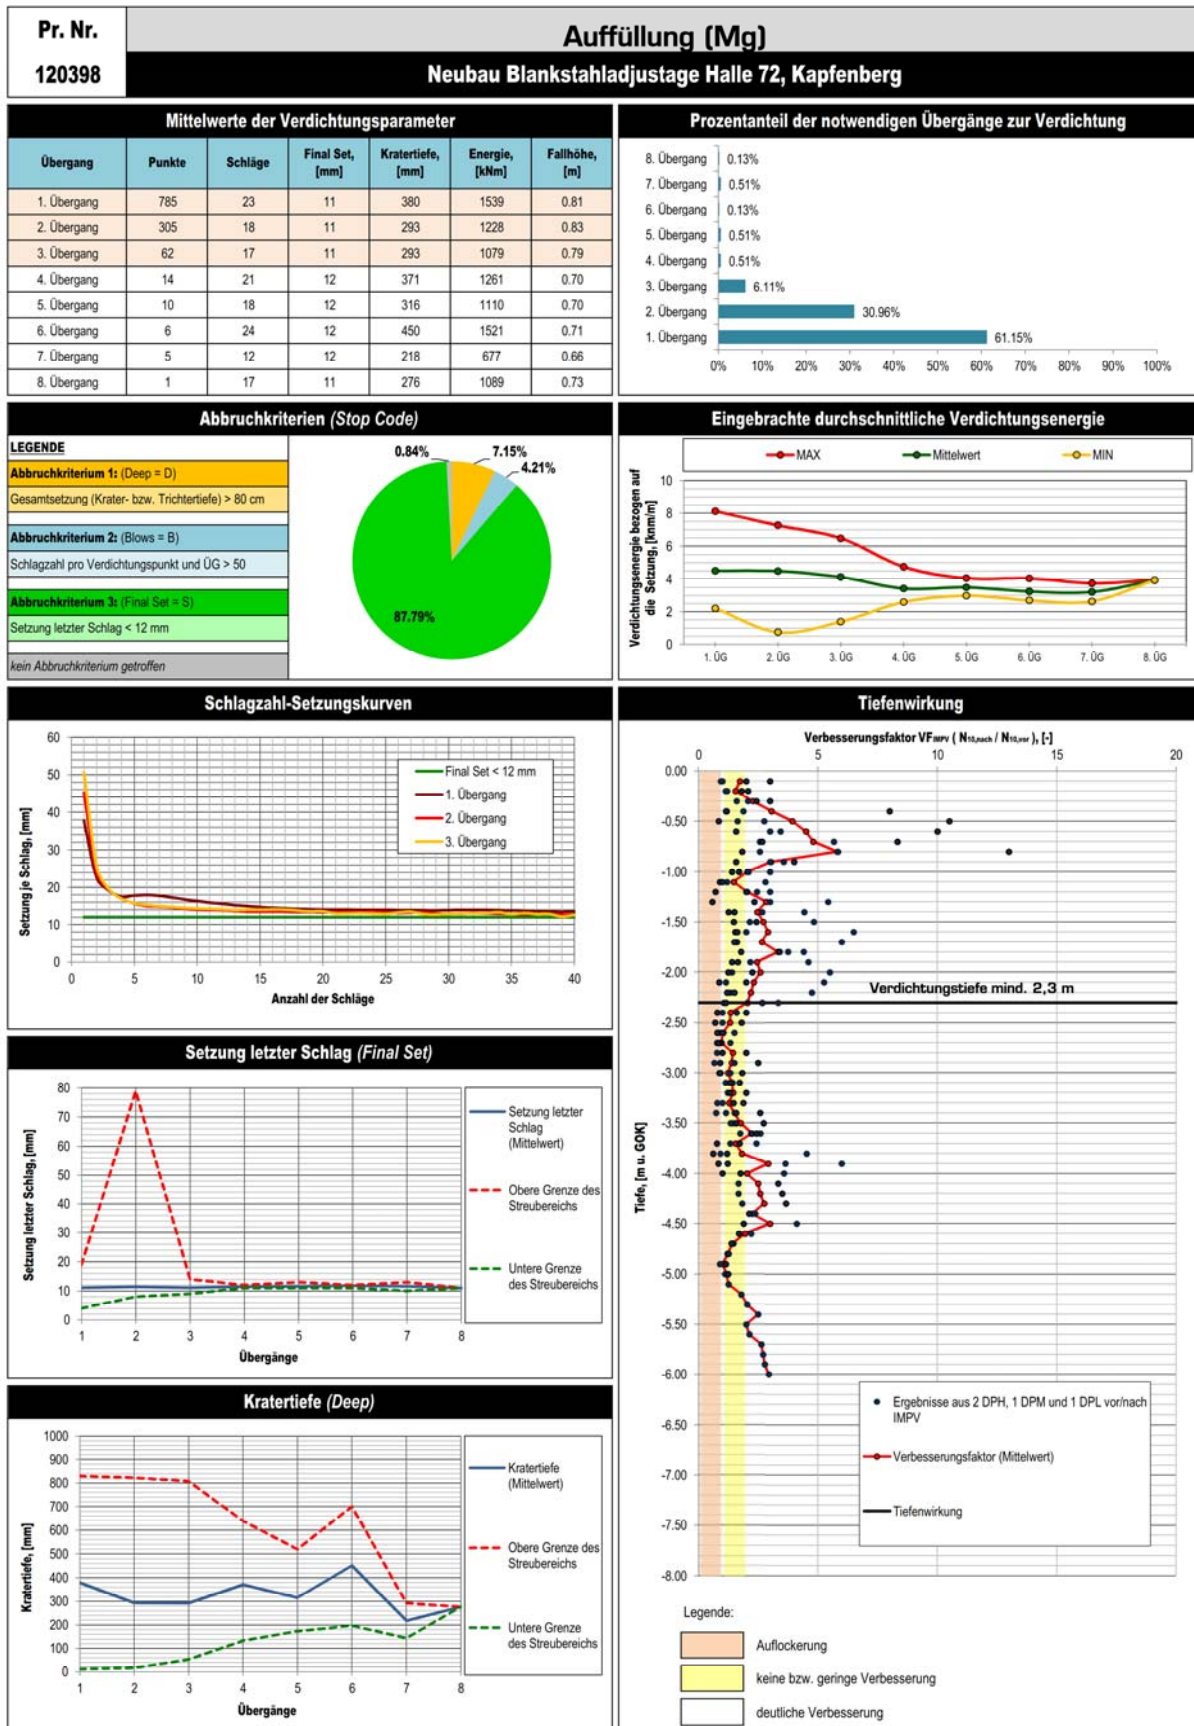 Pr. Nr.
120398
Auffüllung (Mg)
Neubau Blankstahladjustage Halle 72, Kapfenberg
Mittelwerte der Verdichtungsparameter
Übergang Punkte Schläge Final Set, [mm] Kratertiefe, [mm] Energie, [kNm] Fallhöhe, [m]
1. Übergang 785 23 11 380 1539 0.81
2. Übergang 305 18 11 293 1228 0.83
3. Übergang 62 17 11 293 1079 0.79
4. Übergang 14 21 12 371 1261 0.70
5. Übergang 10 18 12 316 1110 0.70
6. Übergang 6 24 12 450 1521 0.71
7. Übergang 5 12 12 218 677 0.66
8. Übergang 1 17 11 276 1089 0.73
Prozentanteil der notwendigen Übergänge zur Verdichtung
8. Übergang 0.13%
7. Übergang 0.51%
6. Übergang 0.13%
5. Übergang 0.51%
4. Übergang 0.51%
3. Übergang 6.11%
2. Übergang 30.96%
1. Übergang 61.15%
0% 10% 20% 30% 40% 50% 60% 70% 80% 90% 100%
Abbruchkriterien (Stop Code)
LEGENDE
Abbruchkriterium 1: (Deep = D)
Gesamtsetzung (Krater- bzw. Trichtertiefe) > 80 cm
Abbruchkriterium 2: (Blows = B)
Schlagzahl pro Verdichtungspunkt und ÜG > 50
Abbruchkriterium 3: (Final Set = S)
Setzung letzter Schlag < 12 mm
kein Abbruchkriterium getroffen
0.84%
7.15%
4.21%
87.79%
Eingebrachte durchschnittliche Verdichtungsenergie
MAX Mittelwert MIN
Verdichtungsenergie bezogen auf
die Setzung, [knm/m]
10
8
6
4
2
0
1. ÜG 2. ÜG 3. ÜG 4. ÜG 5. ÜG 6. ÜG 7. ÜG 8. ÜG
Schlagzahl-Setzungskurven
Setzung je Schlag, [mm]
60
50
40
30
20
10
0
Final Set < 12 mm
1. Übergang
2. Übergang
3. Übergang
0 5 10 15 20 25 30 35 40
Anzahl der Schläge
Setzung letzter Schlag (Final Set)
Setzung letzter Schlag, [mm]
80
70
60
50
40
30
20
10
0
1 2 3 4 5 6 7 8
Übergänge
Setzung letzter
Schlag
(Mittelwert)
Obere Grenze des
Streubereichs
Untere Grenze
des Streubereichs
Kratertiefe (Deep)
Kratertiefe, [mm]
1000
900
800
700
600
500
400
300
200
100
0
1 2 3 4 5 6 7 8
Übergänge
Kratertiefe
(Mittelwert)
Obere Grenze des
Streubereichs
Untere Grenze
des Streubereichs
Tiefenwirkung
Verbesserungsfaktor VFIMPV ( N10,nach / N10,vor ), [-]
0 5 10 15 20
Tiefe, [m u. GOK]
0.00
-0.50
-1.00
-1.50
-2.00
Verdichtungstiefe mind. 2,3 m
-2.50
-3.00
-3.50
-4.00
-4.50
-5.00
-5.50
-6.00
-6.50
-7.00
-7.50
-8.00
Ergebnisse aus 2 DPH, 1 DPM und 1 DPL vor/nach
IMPV
Verbesserungsfaktor (Mittelwert)
Tiefenwirkung
Legende:
Auflockerung
keine bzw. geringe Verbesserung
deutliche Verbesserung